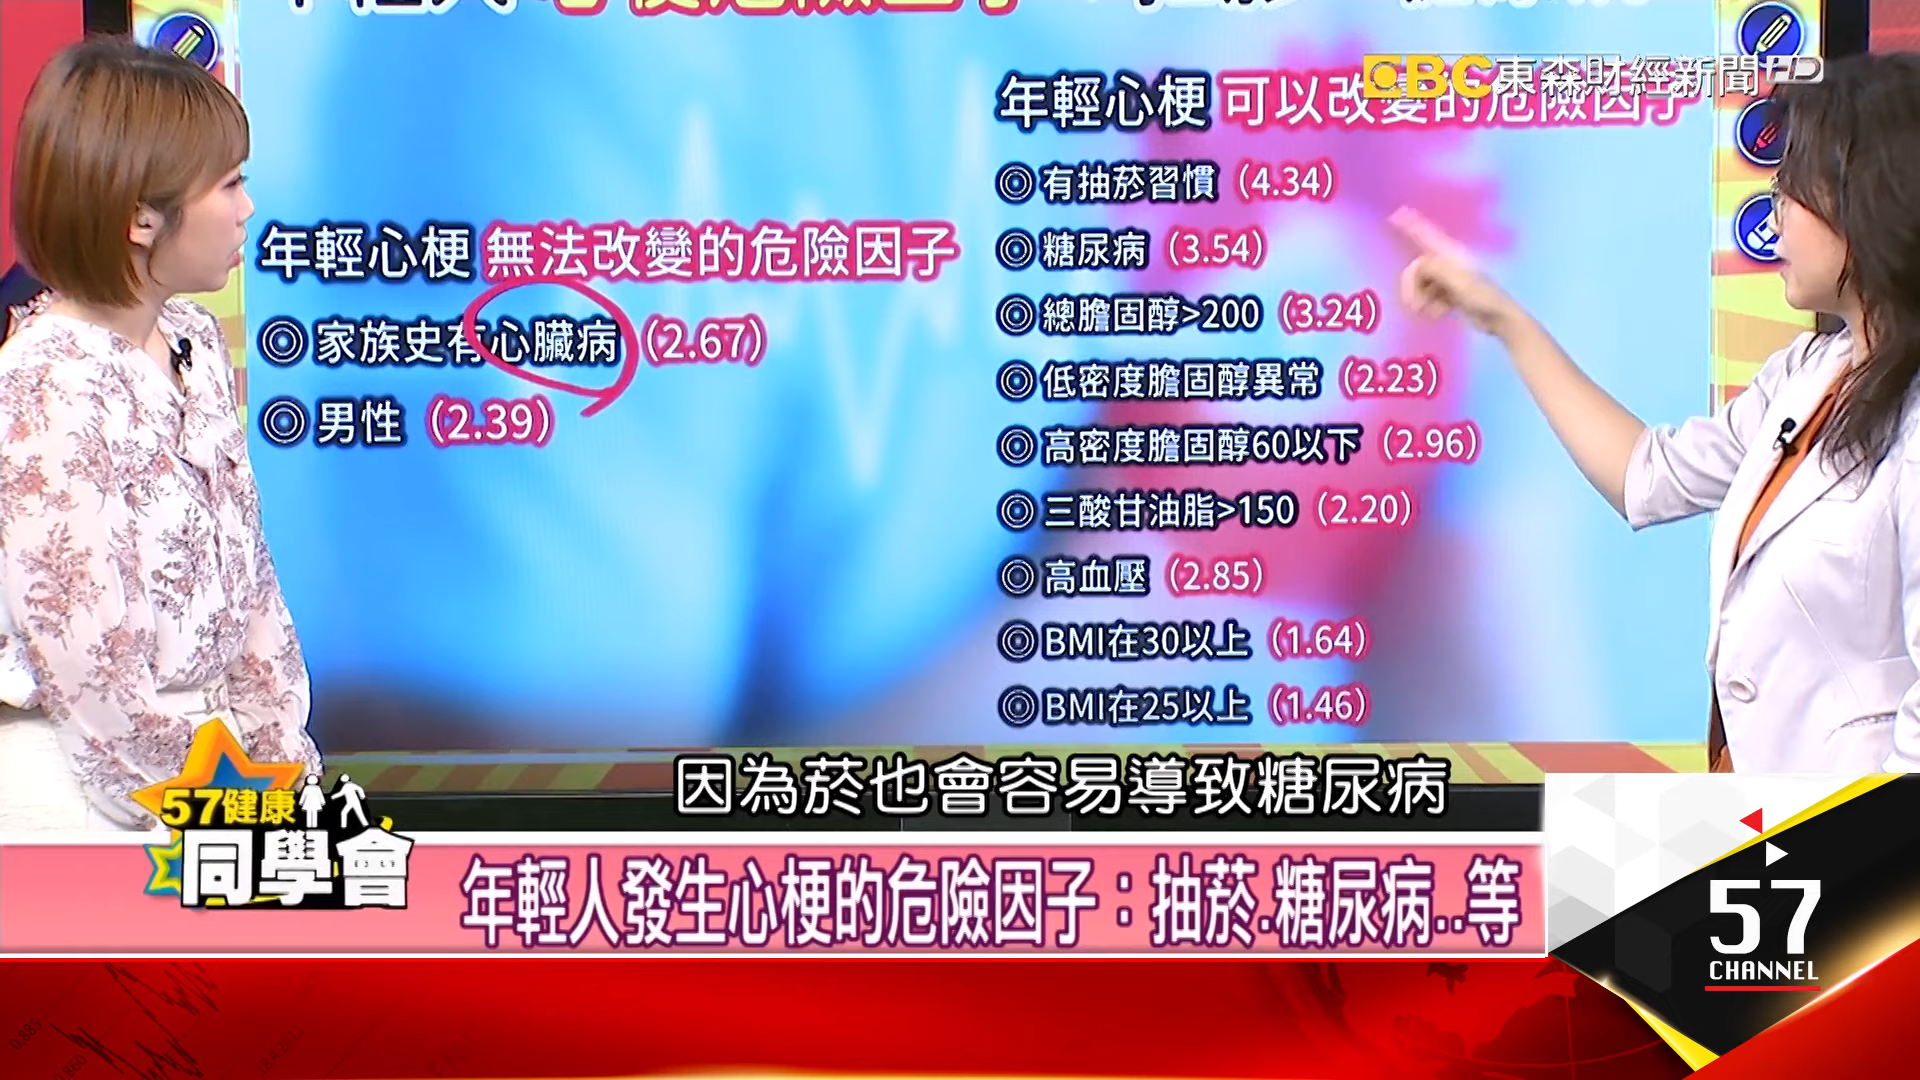 EBC東森財經新聞HD
年輕心梗 無法改變的危險因子
◎家族史有心臟病(2.67)
◎男性(2.39)
年輕心梗 可以改變的危險因子
◎有抽菸習慣(4.34)
◎糖尿病(3.54)
◎總膽固醇>200(3.24)
◎低密度膽固醇異常(2.23)
◎高密度膽固醇60以下(2.96)
◎三酸甘油脂>150(2.20)
◎高血壓(2.85)
◎BMI在30以上(1.64)
◎BMI在25以上(1.46)
因為菸也會容易導致糖尿病
57健康
同學會
年輕人發生心梗的危險因子：抽菸.糖尿病..等
57
CHANNEL